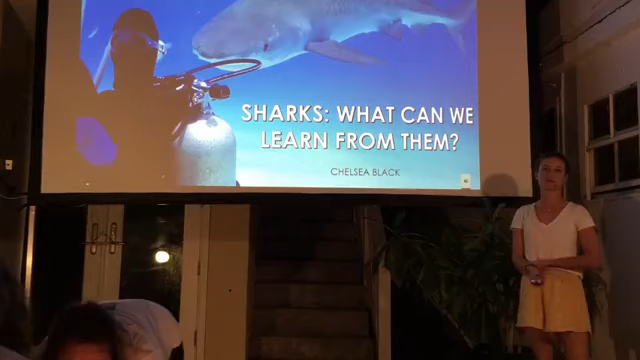 SHARKS: WHAT CAN WE
LEARN FROM THEM?
CHELSEA BLACK